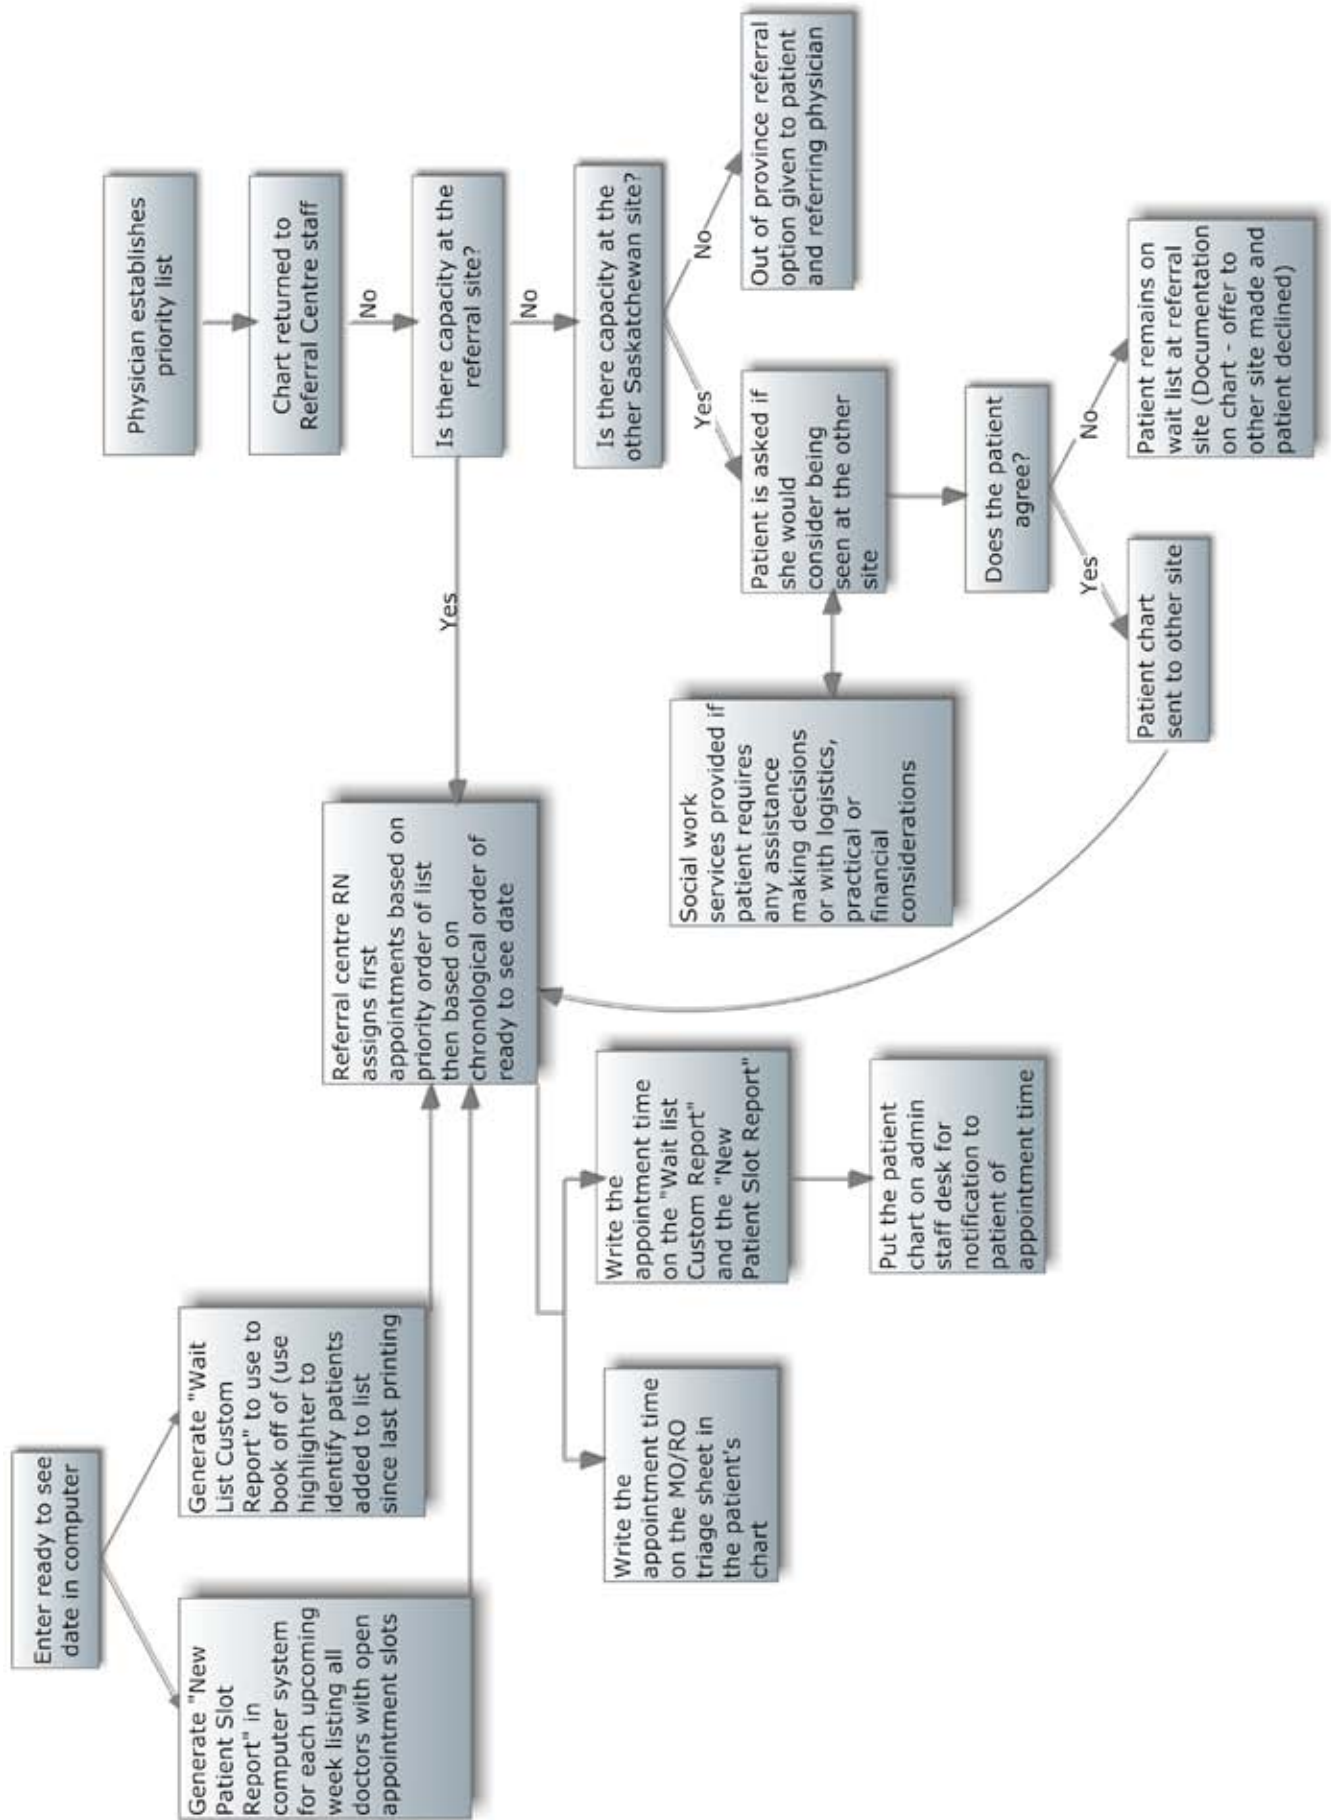 Enter ready to see
date in computer
Generate "New
Patient Slot
Report" in
computer system
for each upcoming
week listing all
doctors with open
appointment slots
Generate "Wait
List Custom
Report" to use to
book off of (use
highlighter to
identify patients
added to list
since last printing
Referral centre RN
assigns first
appointments based on
priority order of list
then based on
chronological order of
ready to see date
Write the
appointment time
on the MO/RO
triage sheet in
the patient's
chart
Write the
appointment time
on the "Wait list
Custom Report"
and the "New
Patient Slot Report"
Put the patient
chart on admin
staff desk for
notification to
patient of
appointment time
Physician establishes
priority list
Chart returned to
Referral Centre staff
No
Is there capacity at the
referral site?
Yes
No
Is there capacity at the
other Saskatchewan site?
Yes
No
Patient is asked if
she would
consider being
seen at the other
site
Out of province referral
option given to patient
and referring physician
Social work
services provided if
patient requires
any assistance
making decisions
or with logistics,
practical or
financial
considerations
Does the patient
agree?
Yes
No
Patient chart
sent to other site
Patient remains on
wait list at referral
site (Documentation
on chart - offer to
other site made and
patient declined)